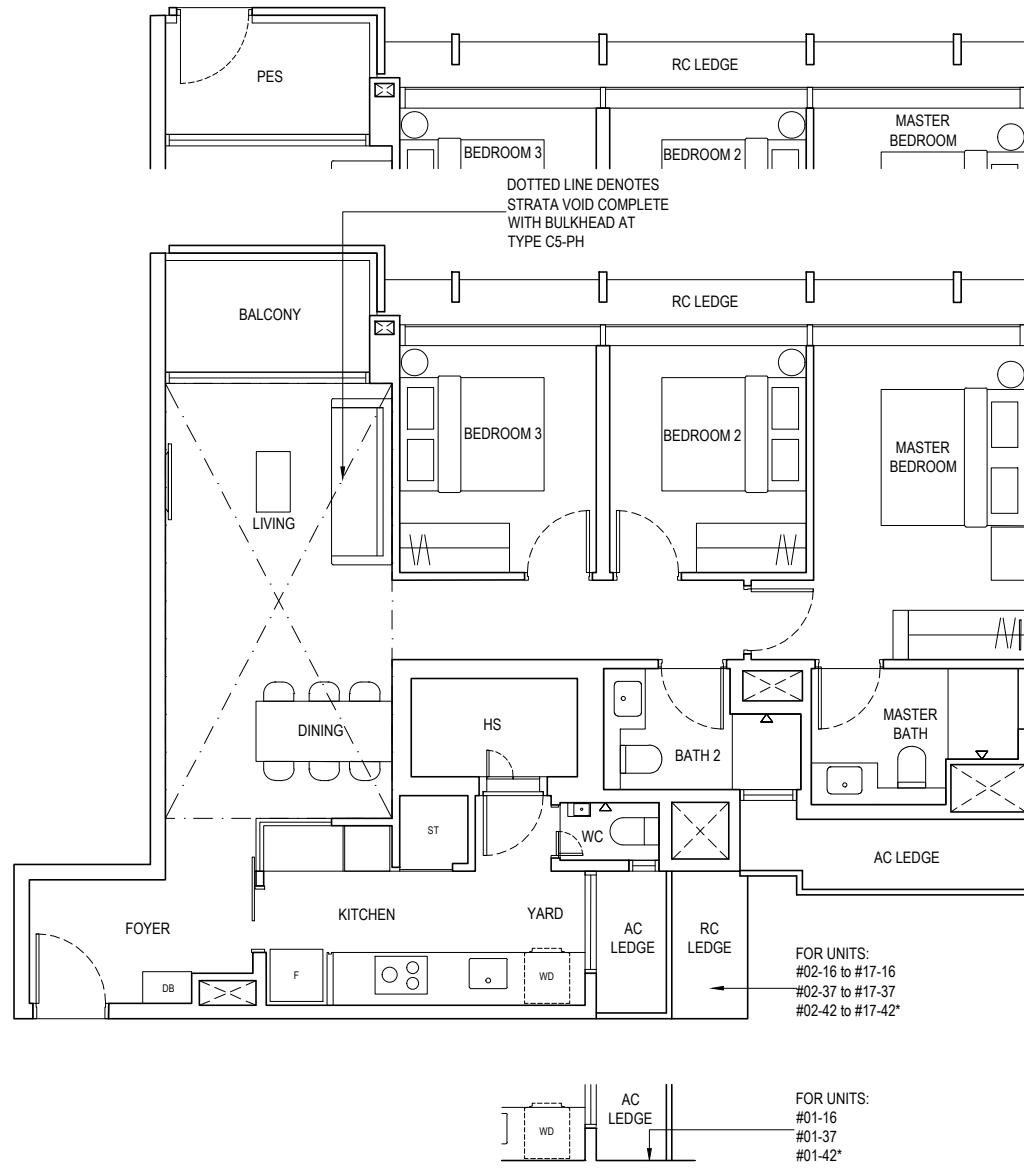 PES
RC LEDGE
BEDROOM 3
BEDROOM 2
MASTER
BEDROOM
DOTTED LINE DENOTES
STRATA VOID COMPLETE
WITH BULKHEAD AT
TYPE C5-PH
BALCONY
RC LEDGE
BEDROOM 3
BEDROOM 2
MASTER
BEDROOM
LIVING
DINING
HS
BATH 2
MASTER
BATH
ST
WC
AC LEDGE
FOYER
KITCHEN
YARD
AC
LEDGE
RC
LEDGE
DB
F
WD
FOR UNITS:
#02-16 to #17-16
#02-37 to #17-37
#02-42 to #17-42*
WD
AC
LEDGE
FOR UNITS:
#01-16
#01-37
#01-42*